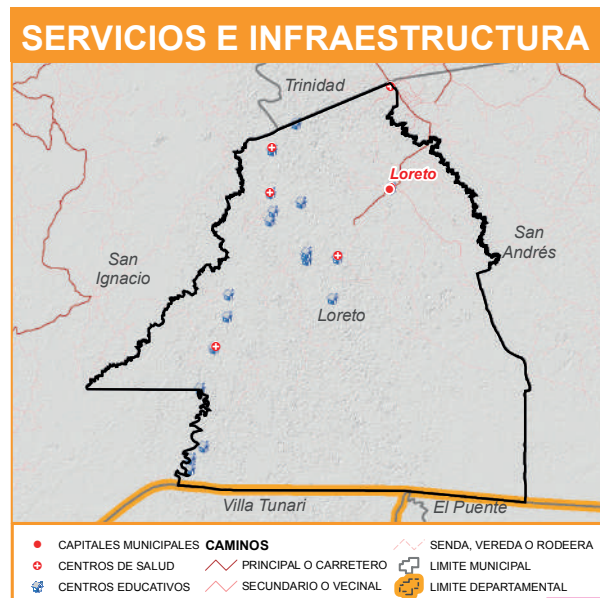 SERVICIOS E INFRAESTRUCTURA
Trinidad
Loreto
San
Andrés
San
Ignacio
Loreto
Villa Tunari
El Puente
CAPITALES MUNICIPALES
CENTROS DE SALUD
CENTROS EDUCATIVOS
CAMINOS
PRINCIPAL O CARRETERO
SECUNDARIO O VECINAL
SENDA, VEREDA O RODEERA
LIMITE MUNICIPAL
LIMITE DEPARTAMENTAL